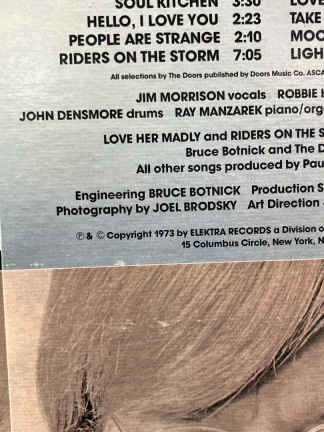 SOUL KITCHEN 3:30
HELLO, I LOVE YOU 2:23 TAKE
PEOPLE ARE STRANGE 2:10
RIDERS ON THE STORM 7:05
All selections by The Doors published by Doors Music Co. ASCA
JIM MORRISON vocals ROBBIE
JOHN DENSMORE drums RAY MANZAREK piano/org
LOVE HER MADLY and RIDERS ON THE S
Bruce Botnick and The D
All other songs produced by Pau
Engineering BRUCE BOTNICK Production S
Photography by JOEL BRODSKY Art Direction
℗ & © Copyright 1973 by ELEKTRA RECORDS a Division o
15 Columbus Circle, New York, N